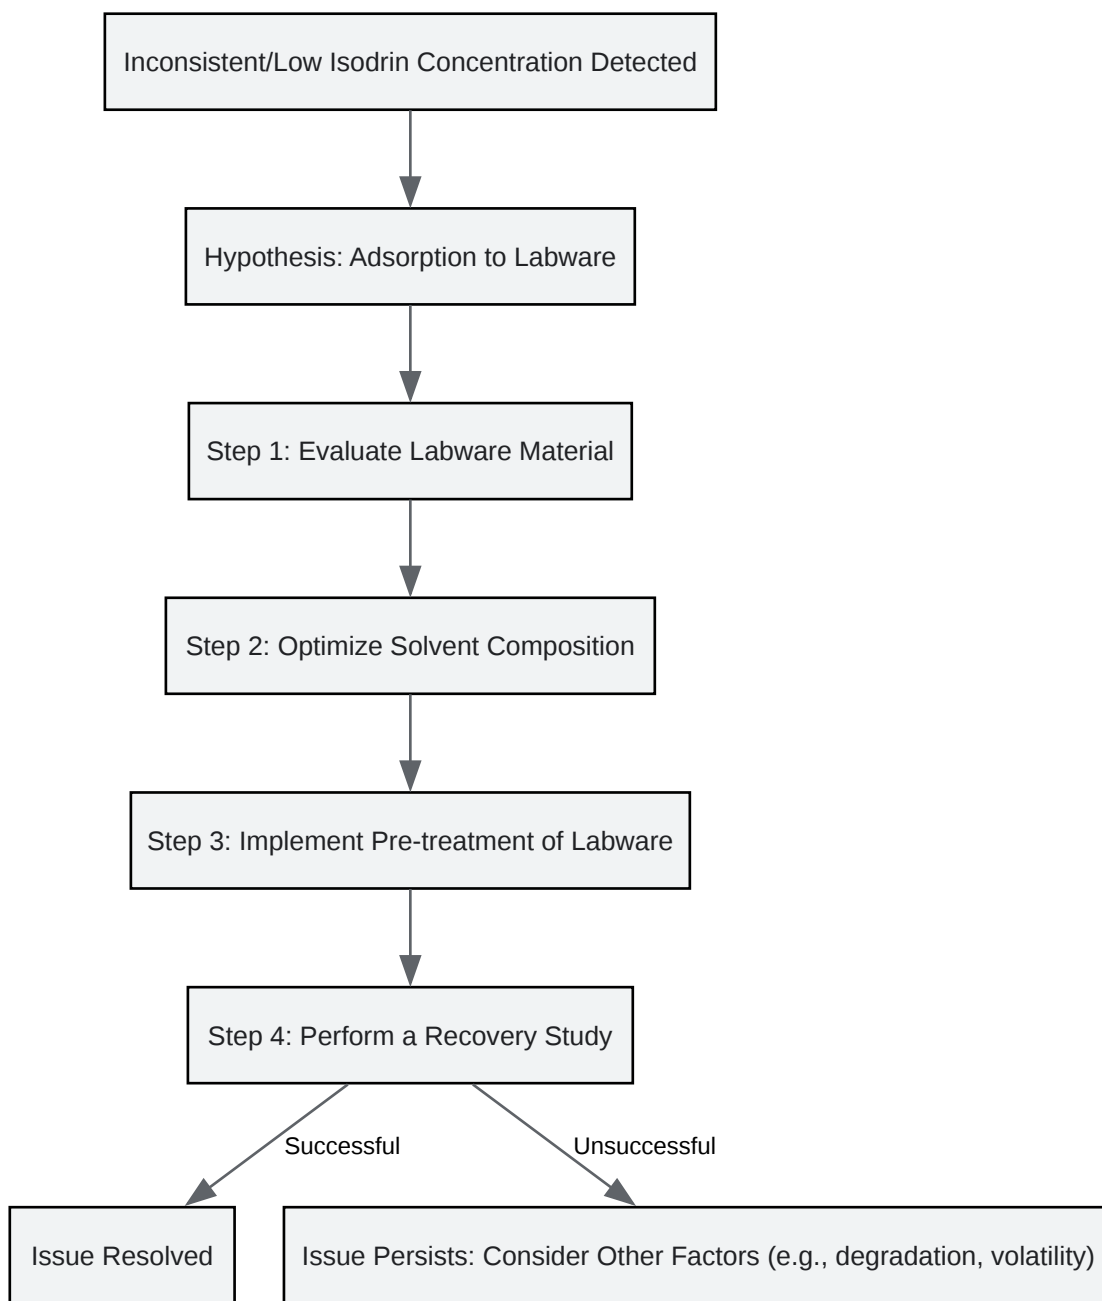 Inconsistent/Low Isodrin Concentration Detected
Hypothesis: Adsorption to Labware
Step 1: Evaluate Labware Material
Step 2: Optimize Solvent Composition
Step 3: Implement Pre-treatment of Labware
Step 4: Perform a Recovery Study
Successful
Unsuccessful
Issue Resolved
Issue Persists: Consider Other Factors (e.g., degradation, volatility)